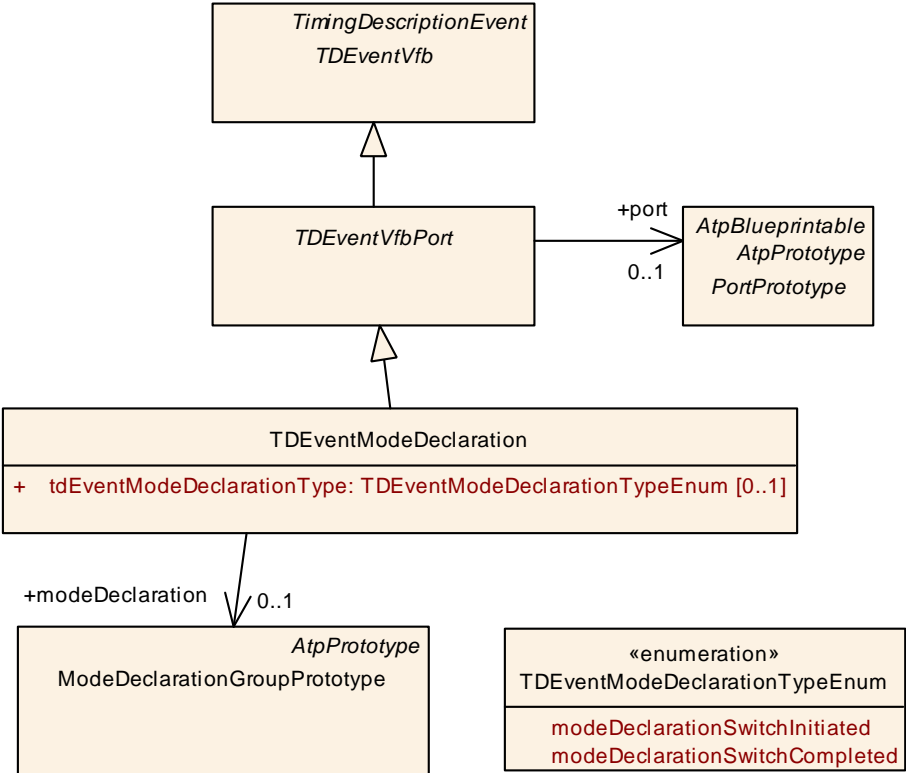 TimingDescriptionEvent
TDEventVfb
TDEventVfbPort
+port
0..1
AtpBlueprintable
AtpPrototype
PortPrototype
TDEventModeDeclaration
+ tdEventModeDeclarationType: TDEventModeDeclarationTypeEnum [0..1]
+modeDeclaration
0..1
AtpPrototype
ModeDeclarationGroupPrototype
«enumeration»
TDEventModeDeclarationTypeEnum
modeDeclarationSwitchInitiated
modeDeclarationSwitchCompleted